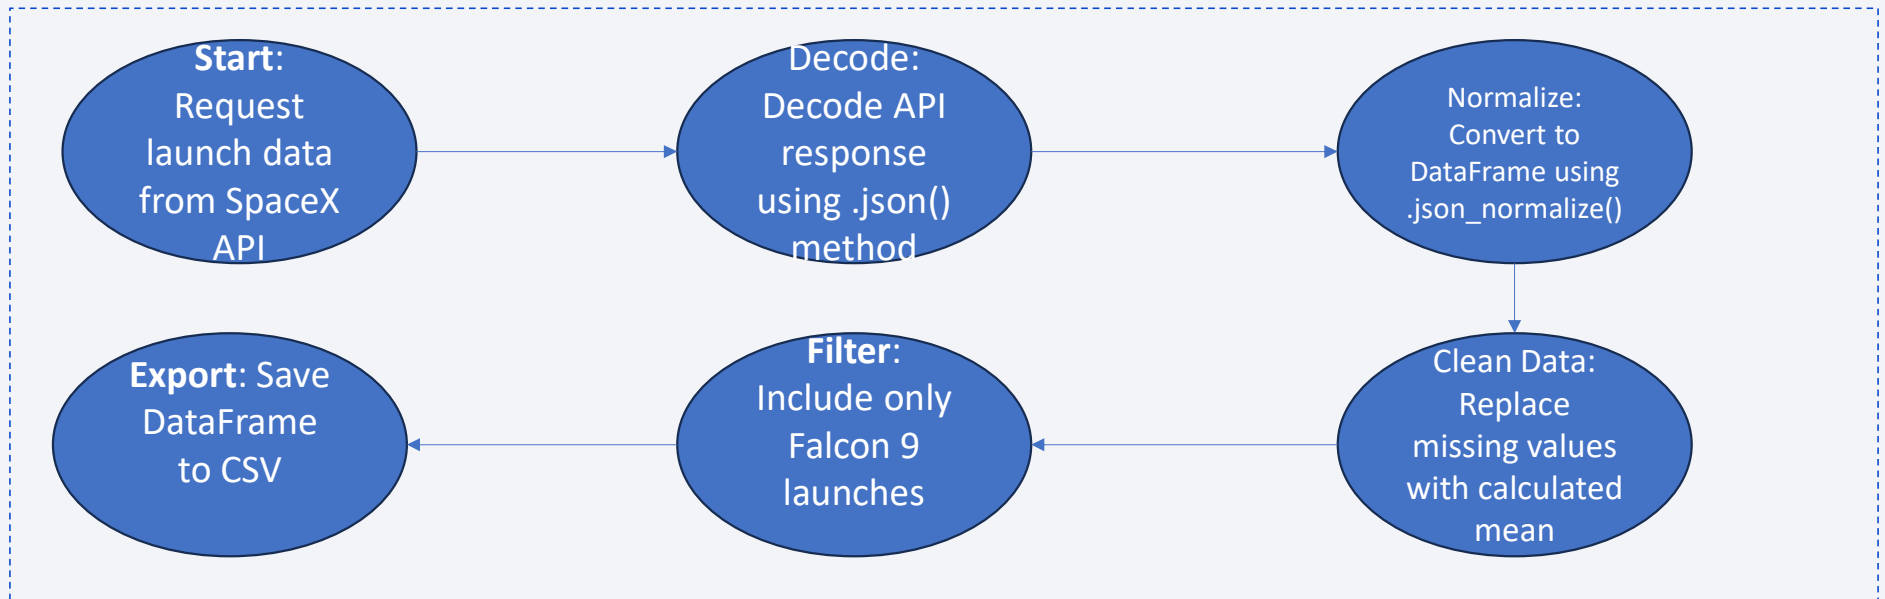 Start:
Request
launch data
from SpaceX
API
Decode:
Decode API
response
using .json()
method
Normalize:
Convert to
DataFrame using
.json_normalize()
Clean Data:
Replace
missing values
with calculated
mean
Filter:
Include only
Falcon 9
launches
Export: Save
DataFrame
to CSV